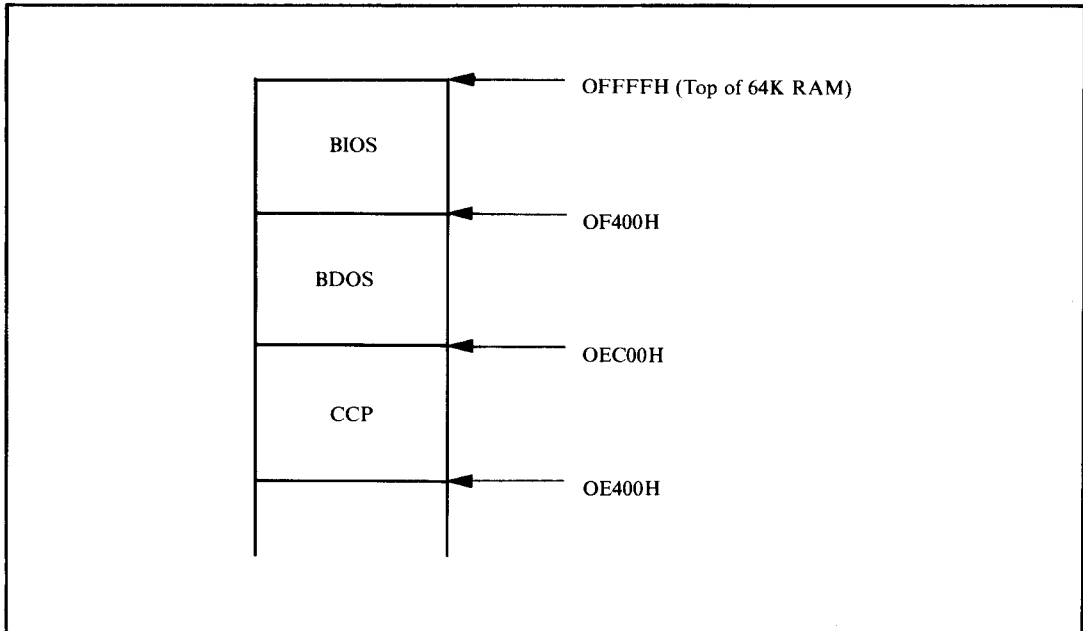 OFFFFH (Top of 64K RAM)
BIOS
OF400H
BDOS
OEC00H
CCP
OE400H